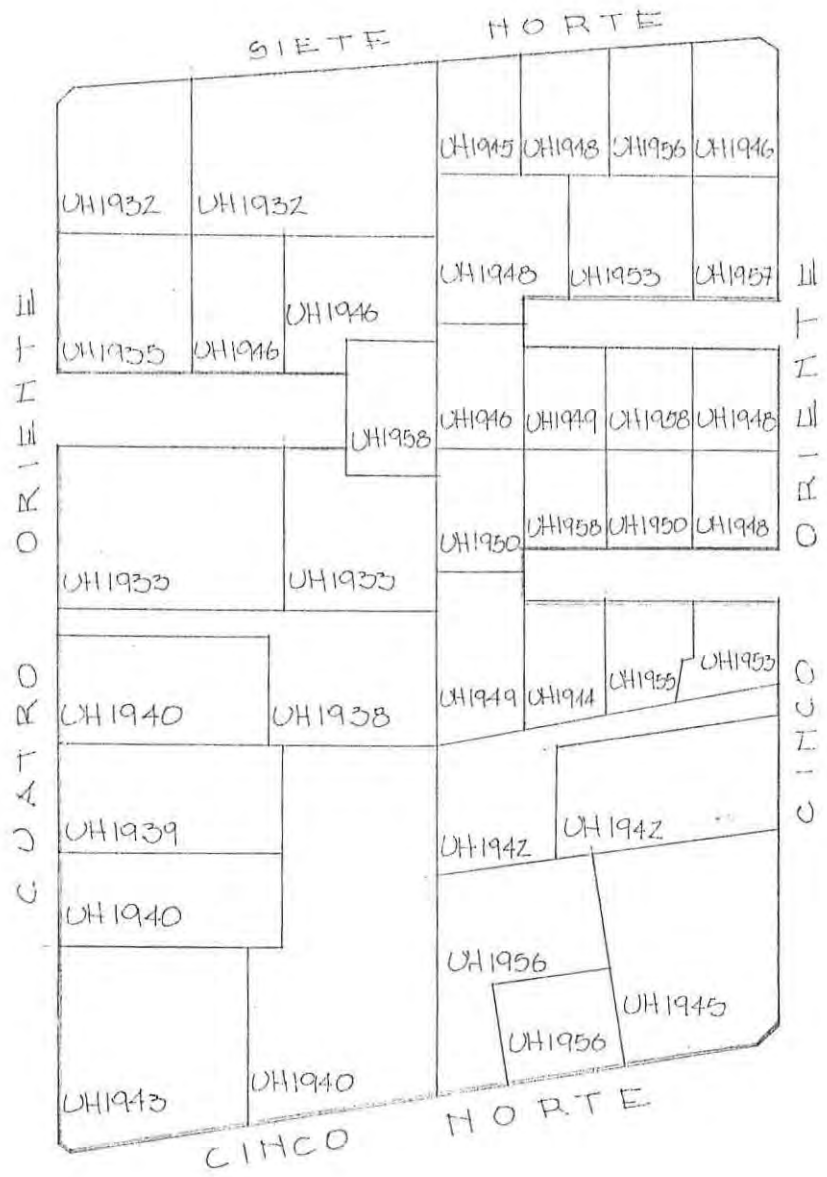 SIETE NORTE
UH1945 UH1948 UH1956 UH1946
UH1932 UH1932
UH1948 UH1953 UH1957
UH1946
UH1935 UH1946
UH1946 UH1949 UH1958 UH1948
UH1958
UH1950 UH1958 UH1950 UH1948
UH1933 UH1933
UH1940 UH1938
UH1949 UH1944 UH1955 UH1953
UH1939
UH1942 UH1942
UH1940
UH1956
UH1945
UH1956
UH1943 UH1940
CINCO NORTE
CUATRO ORIENTE
CINCO ORIENTE